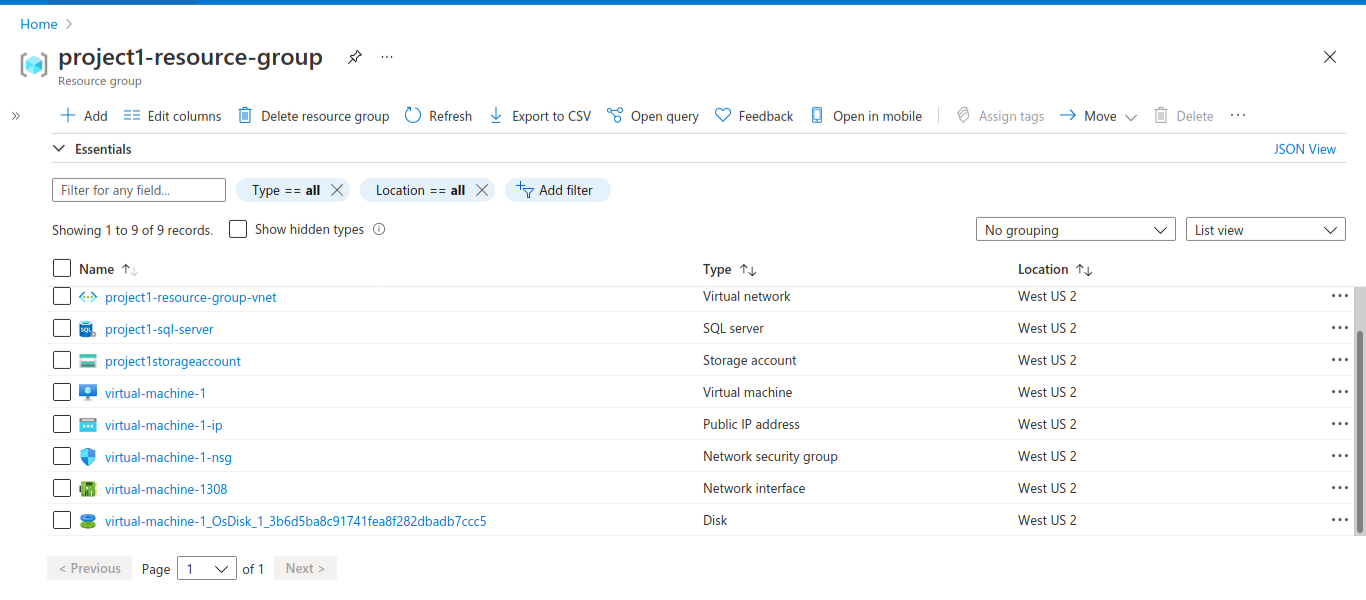 Home
project1-resource-group
Resource group
Add Edit columns Delete resource group Refresh Export to CSV Open query Feedback Open in mobile Assign tags Move Delete
Essentials JSON View
Filter for any field... Type == all Location == all Add filter
Showing 1 to 9 of 9 records. Show hidden types No grouping List view
Name Type Location
project1-resource-group-vnet Virtual network West US 2
project1-sql-server SQL server West US 2
project1storageaccount Storage account West US 2
virtual-machine-1 Virtual machine West US 2
virtual-machine-1-ip Public IP address West US 2
virtual-machine-1-nsg Network security group West US 2
virtual-machine-1308 Network interface West US 2
virtual-machine-1_OsDisk_1_3b6d5ba8c91741fea8f282dbadb7ccc5 Disk West US 2
< Previous Page 1 of 1 Next >